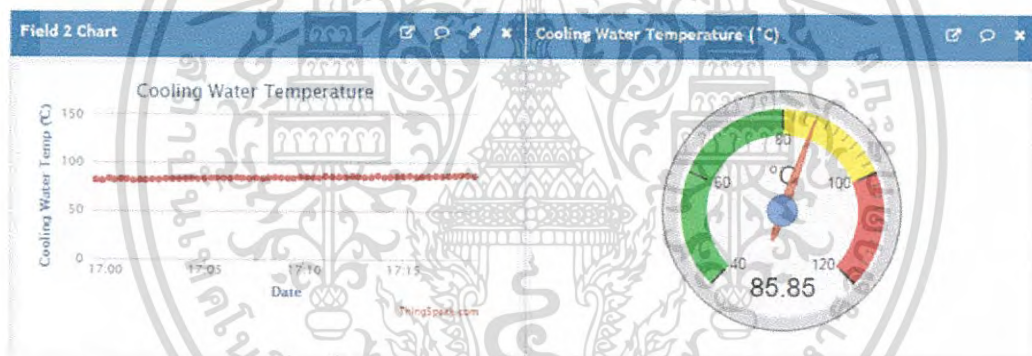 Field 2 Chart
Cooling Water Temperature
Cooling Water Temp (°C)
150
100
50
0
17:00
17:05
17:10
17:15
Date
ThingSpeak.com
Cooling Water Temperature (°C)
40
60
80
100
120
°C
85.85